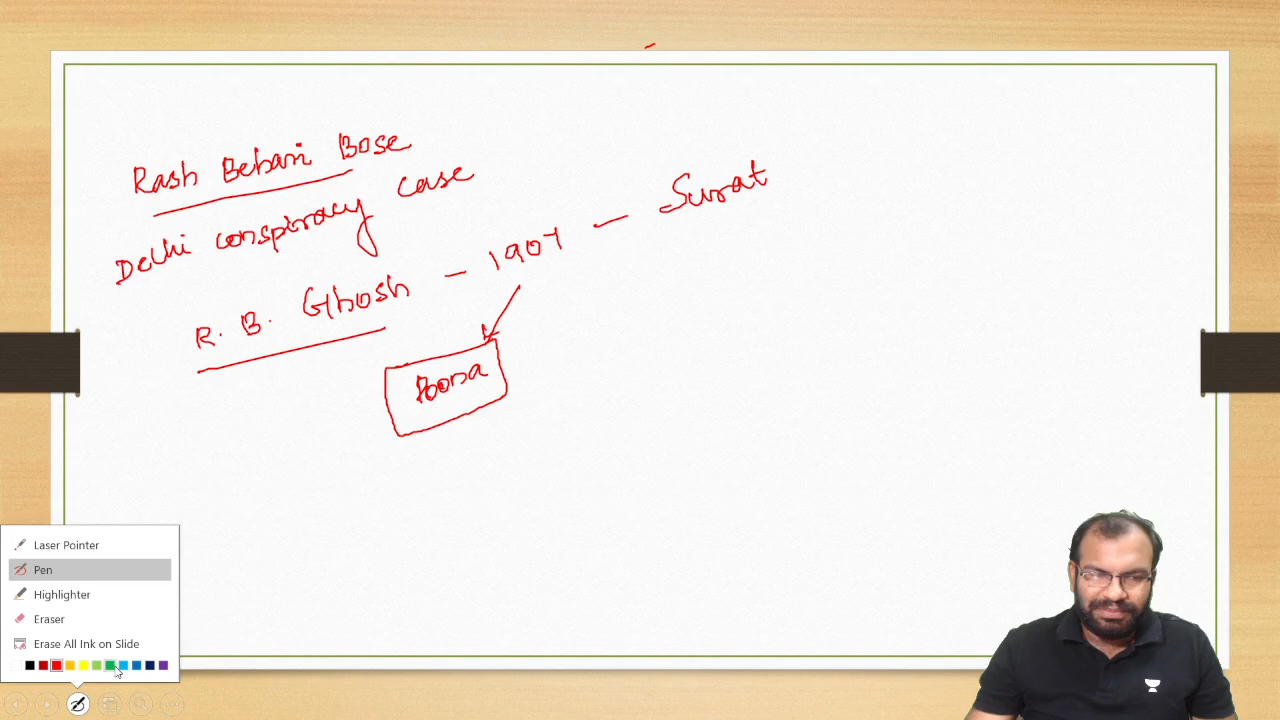 Rash Behari Bose
Delhi conspiracy case
R. B. Ghosh - 1907 - Surat
Poona
Laser Pointer
Pen
Highlighter
Eraser
Erase All Ink on Slide